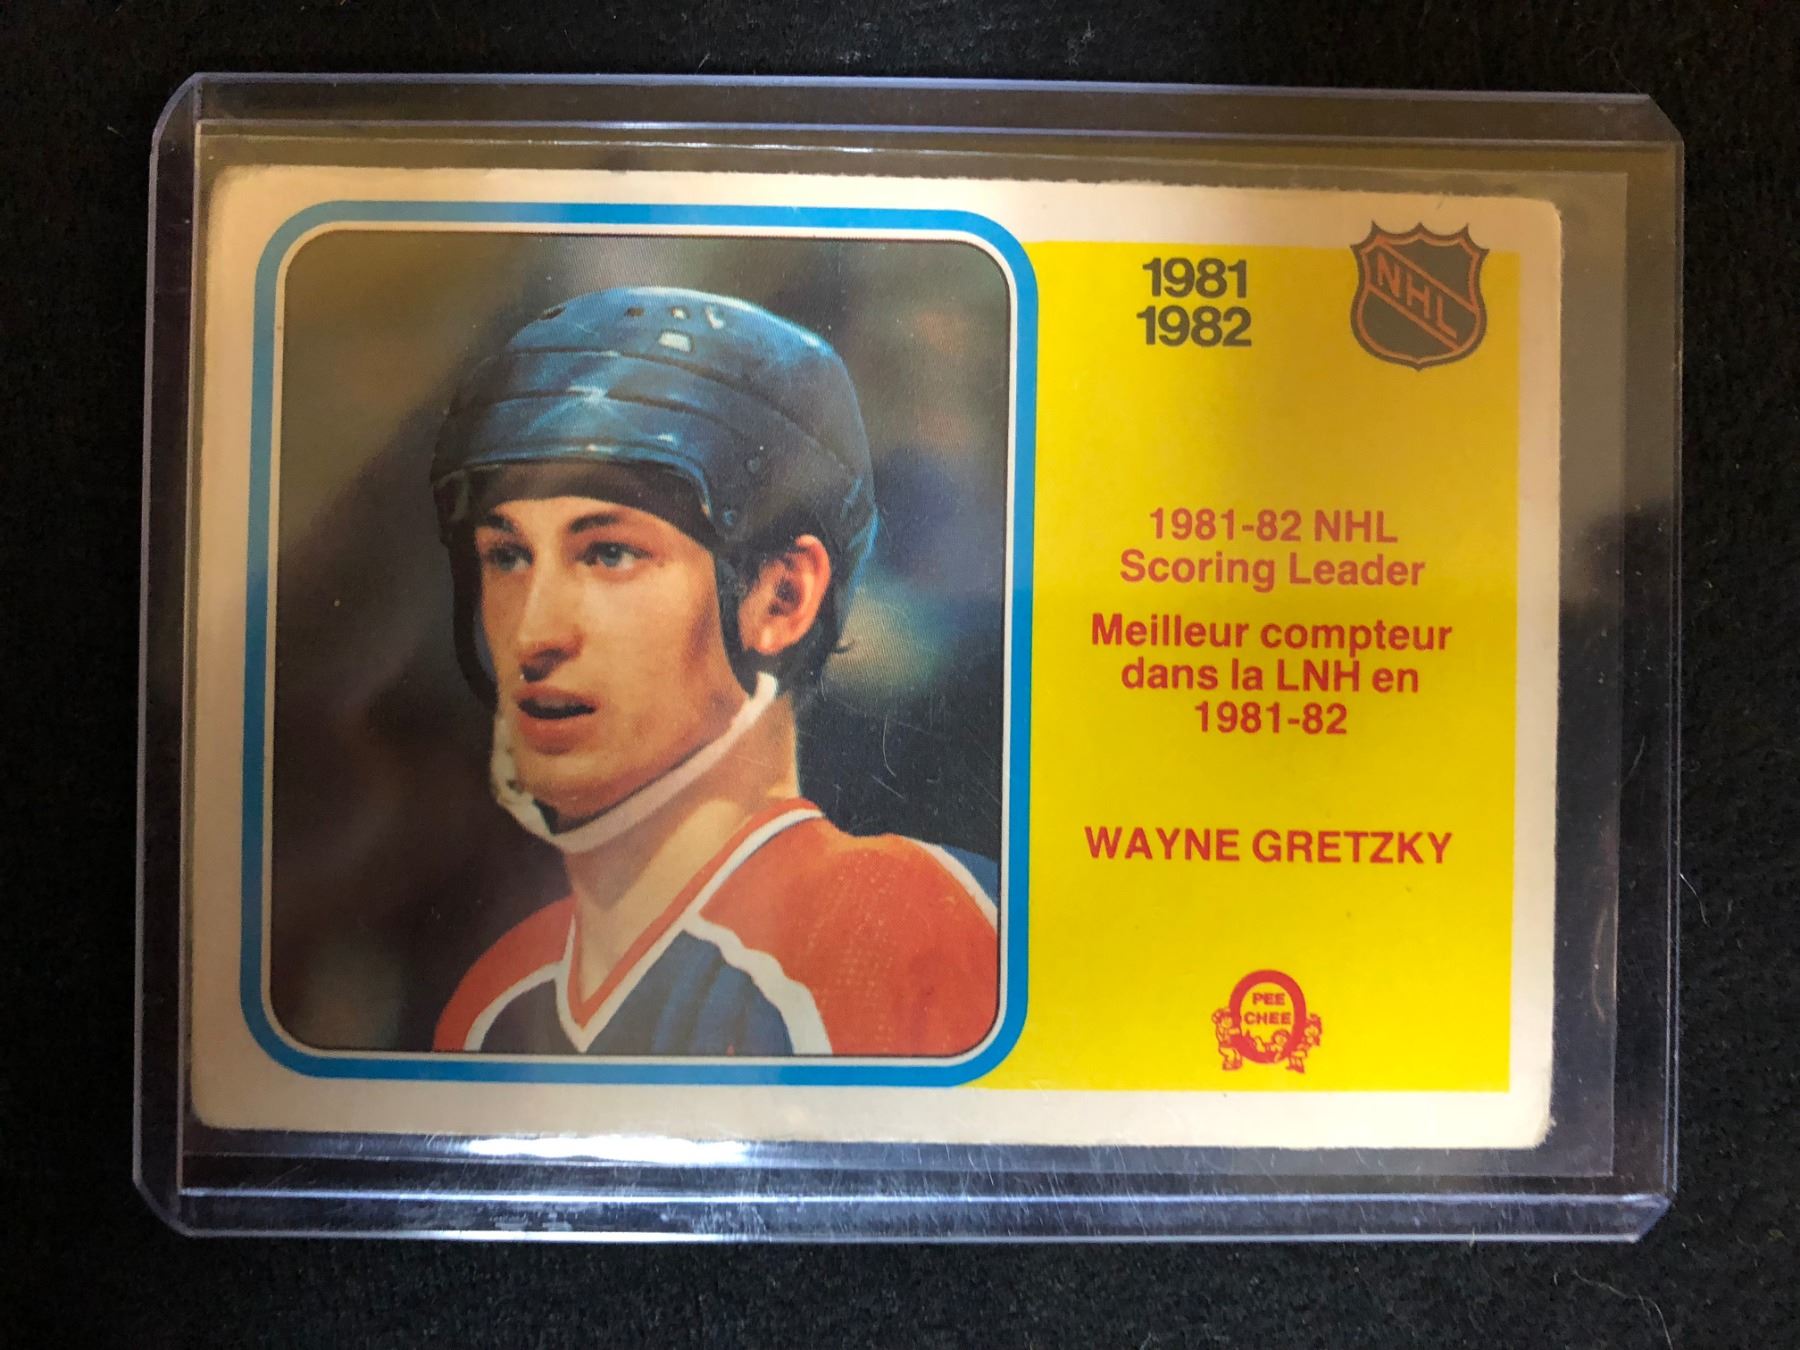 1981
1982
NHL
1981-82 NHL
Scoring Leader
Meilleur compteur
dans la LNH en
1981-82
WAYNE GRETZKY
PEE
CHEE